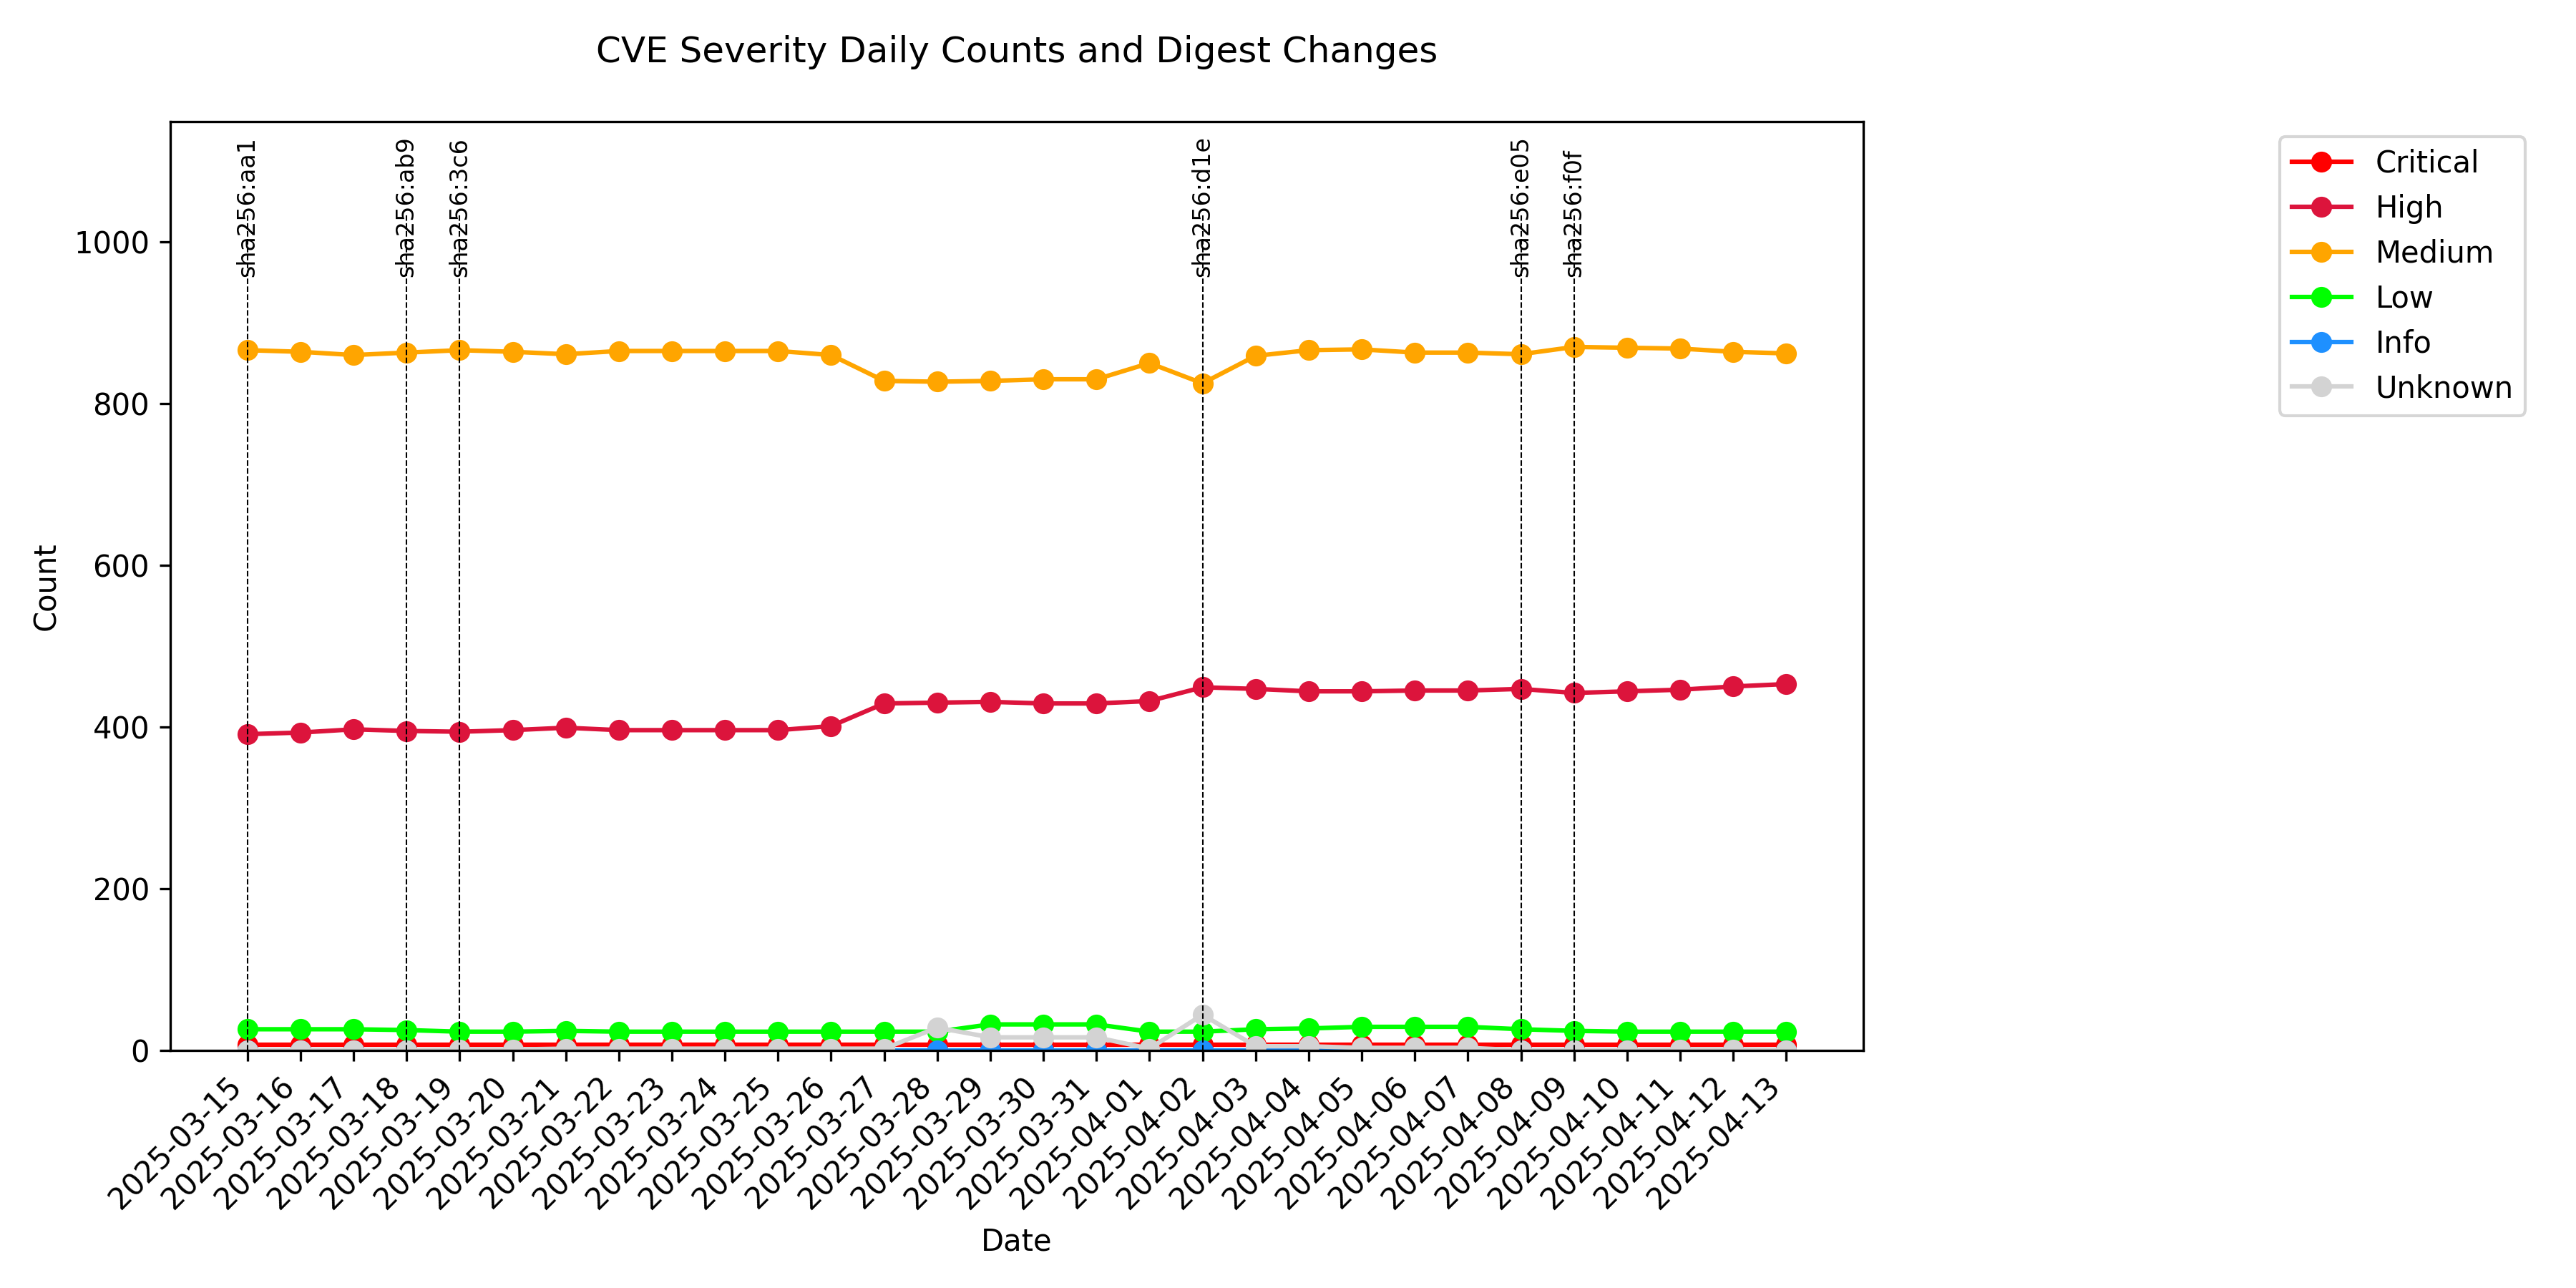 CVE Severity Daily Counts and Digest Changes
sha256:aa1
sha256:ab9
sha256:3c6
sha256:d1e
sha256:e05
sha256:f0f
Critical
High
Medium
Low
Info
Unknown
Count
1000
800
600
400
200
0
2025-03-15
2025-03-16
2025-03-17
2025-03-18
2025-03-19
2025-03-20
2025-03-21
2025-03-22
2025-03-23
2025-03-24
2025-03-25
2025-03-26
2025-03-27
2025-03-28
2025-03-29
2025-03-30
2025-03-31
2025-04-01
2025-04-02
2025-04-03
2025-04-04
2025-04-05
2025-04-06
2025-04-07
2025-04-08
2025-04-09
2025-04-10
2025-04-11
2025-04-12
2025-04-13
Date